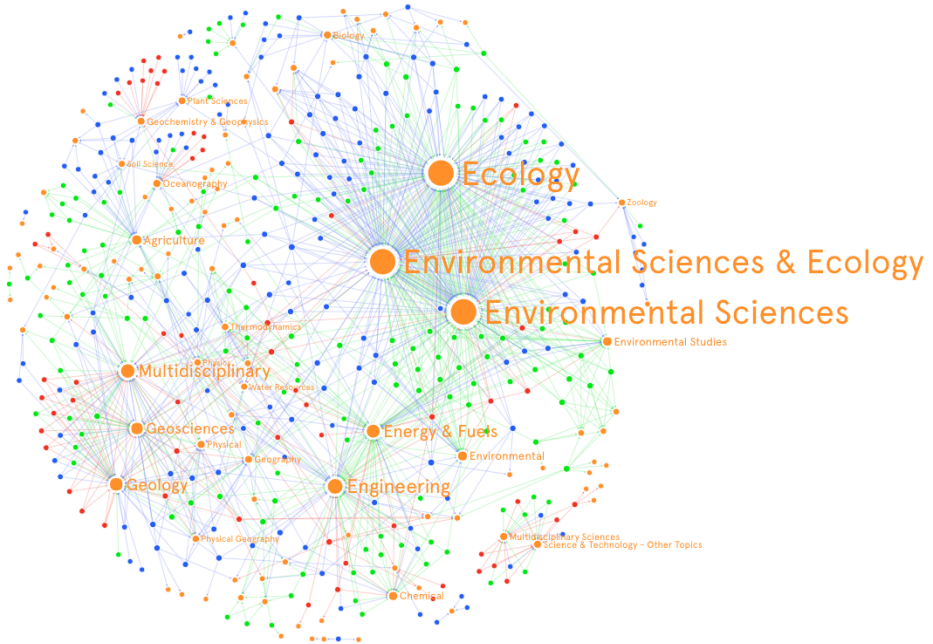 Biology
Plant Sciences
Geochemistry & Geophysics
Soil Science
Ecology
Oceanography
Zoology
Agriculture
Environmental Sciences & Ecology
Environmental Sciences
Thermodynamics
Environmental Studies
Physics
Multidisciplinary
Water Resources
Geosciences
Energy & Fuels
Physical
Environmental
Geography
Geology
Engineering
Multidisciplinary Sciences
Physical Geography
Science & Technology - Other Topics
Chemical